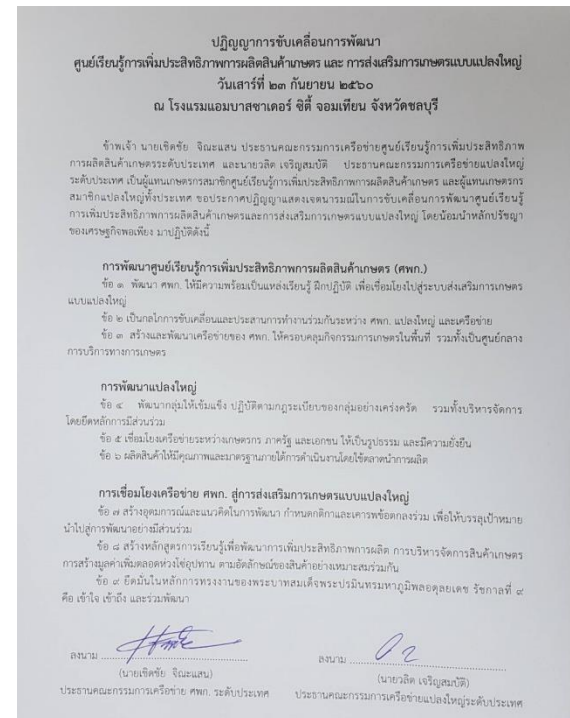 ปฏิญญาการขับเคลื่อนการพัฒนา
ศูนย์เรียนรู้การเพิ่มประสิทธิภาพการผลิตสินค้าเกษตร และ การส่งเสริมการเกษตรแบบแปลงใหญ่
วันเสาร์ที่ ๒๓ กันยายน ๒๕๖๐
ณ โรงแรมแอมบาสซาเดอร์ ซิตี้ จอมเทียน จังหวัดชลบุรี
ข้าพเจ้า นายเชิดชัย จิณะแสน ประธานคณะกรรมการเครือข่ายศูนย์เรียนรู้การเพิ่มประสิทธิภาพ
การผลิตสินค้าเกษตรระดับประเทศ และนายวลิต เจริญสมบัติ ประธานคณะกรรมการเครือข่ายแปลงใหญ่
ระดับประเทศ เป็นผู้แทนเกษตรกรสมาชิกศูนย์เรียนรู้การเพิ่มประสิทธิภาพการผลิตสินค้าเกษตร และผู้แทนเกษตรกร
สมาชิกแปลงใหญ่ทั้งประเทศ ขอประกาศปฏิญญาแสดงเจตนารมณ์ในการขับเคลื่อนการพัฒนาศูนย์เรียนรู้
การเพิ่มประสิทธิภาพการผลิตสินค้าเกษตรและการส่งเสริมการเกษตรแบบแปลงใหญ่ โดยน้อมนำหลักปรัชญา
ของเศรษฐกิจพอเพียง มาปฏิบัติดังนี้
การพัฒนาศูนย์เรียนรู้การเพิ่มประสิทธิภาพการผลิตสินค้าเกษตร (ศพก.)
ข้อ ๑ พัฒนา ศพก. ให้มีความพร้อมเป็นแหล่งเรียนรู้ ฝึกปฏิบัติ เพื่อเชื่อมโยงไปสู่ระบบส่งเสริมการเกษตร
แบบแปลงใหญ่
ข้อ ๒ เป็นกลไกการขับเคลื่อนและประสานการทำงานร่วมกันระหว่าง ศพก. แปลงใหญ่ และเครือข่าย
ข้อ ๓ สร้างและพัฒนาเครือข่ายของ ศพก. ให้ครอบคลุมกิจกรรมการเกษตรในพื้นที่ รวมทั้งเป็นศูนย์กลาง
การบริการทางการเกษตร
การพัฒนาแปลงใหญ่
ข้อ ๔ พัฒนากลุ่มให้เข้มแข็ง ปฏิบัติตามกฎระเบียบของกลุ่มอย่างเคร่งครัด รวมทั้งบริหารจัดการ
โดยยึดหลักการมีส่วนร่วม
ข้อ ๕ เชื่อมโยงเครือข่ายระหว่างเกษตรกร ภาครัฐ และเอกชน ให้เป็นรูปธรรม และมีความยั่งยืน
ข้อ ๖ ผลิตสินค้าให้มีคุณภาพและมาตรฐานภายใต้การดำเนินงานโดยใช้ตลาดนำการผลิต
การเชื่อมโยงเครือข่าย ศพก. สู่การส่งเสริมการเกษตรแบบแปลงใหญ่
ข้อ ๗ สร้างอุดมการณ์และแนวคิดในการพัฒนา กำหนดกติกาและเคารพข้อตกลงร่วม เพื่อให้บรรลุเป้าหมาย
นำไปสู่การพัฒนาอย่างมีส่วนร่วม
ข้อ ๘ สร้างหลักสูตรการเรียนรู้เพื่อพัฒนาการเพิ่มประสิทธิภาพการผลิต การบริหารจัดการสินค้าเกษตร
การสร้างมูลค่าเพิ่มตลอดห่วงโซ่อุปทาน ตามอัตลักษณ์ของสินค้าอย่างเหมาะสมร่วมกัน
ข้อ ๙ ยึดมั่นในหลักการทรงงานของพระบาทสมเด็จพระปรมินทรมหาภูมิพลอดุลยเดช รัชกาลที่ ๙
คือ เข้าใจ เข้าถึง และร่วมพัฒนา
ลงนาม ลงนาม
(นายเชิดชัย จิณะแสน) (นายวลิต เจริญสมบัติ)
ประธานคณะกรรมการเครือข่าย ศพก. ระดับประเทศ ประธานคณะกรรมการเครือข่ายแปลงใหญ่ระดับประเทศ